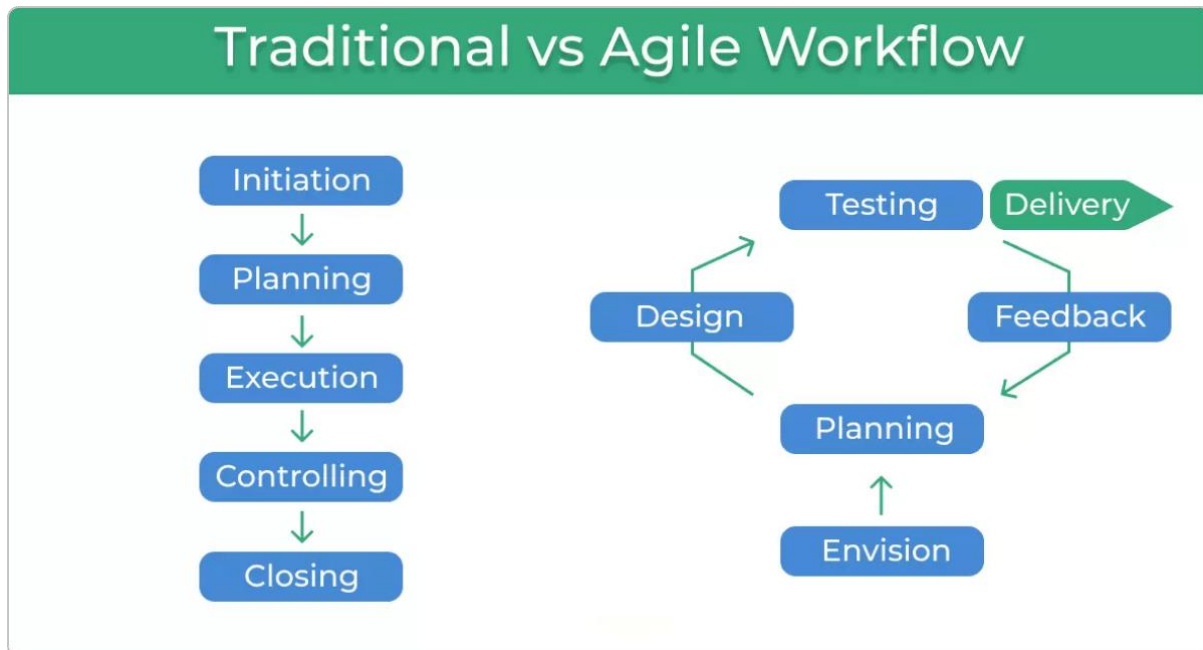 Traditional vs Agile Workflow
Initiation
Planning
Execution
Controlling
Closing
Testing
Delivery
Design
Feedback
Planning
Envision